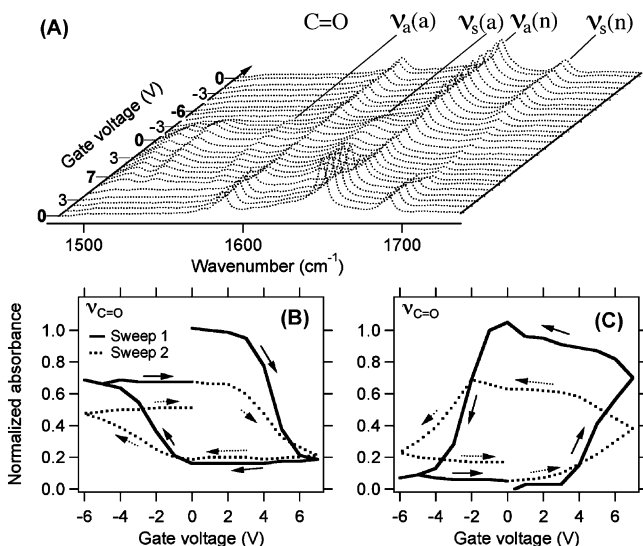 (A)
C=O
νa(a)
νs(a)
νa(n)
νs(n)
Gate voltage (V)
0
-3
-6
-3
0
3
7
3
0
1500
1600
1700
Wavenumber (cm-1)
νC=O
(B)
Sweep 1
Sweep 2
Normalized absorbance
1.0
0.8
0.6
0.4
0.2
0.0
-6 -4 -2 0 2 4 6
Gate voltage (V)
νC=O
(C)
1.0
0.8
0.6
0.4
0.2
0.0
-6 -4 -2 0 2 4 6
Gate voltage (V)